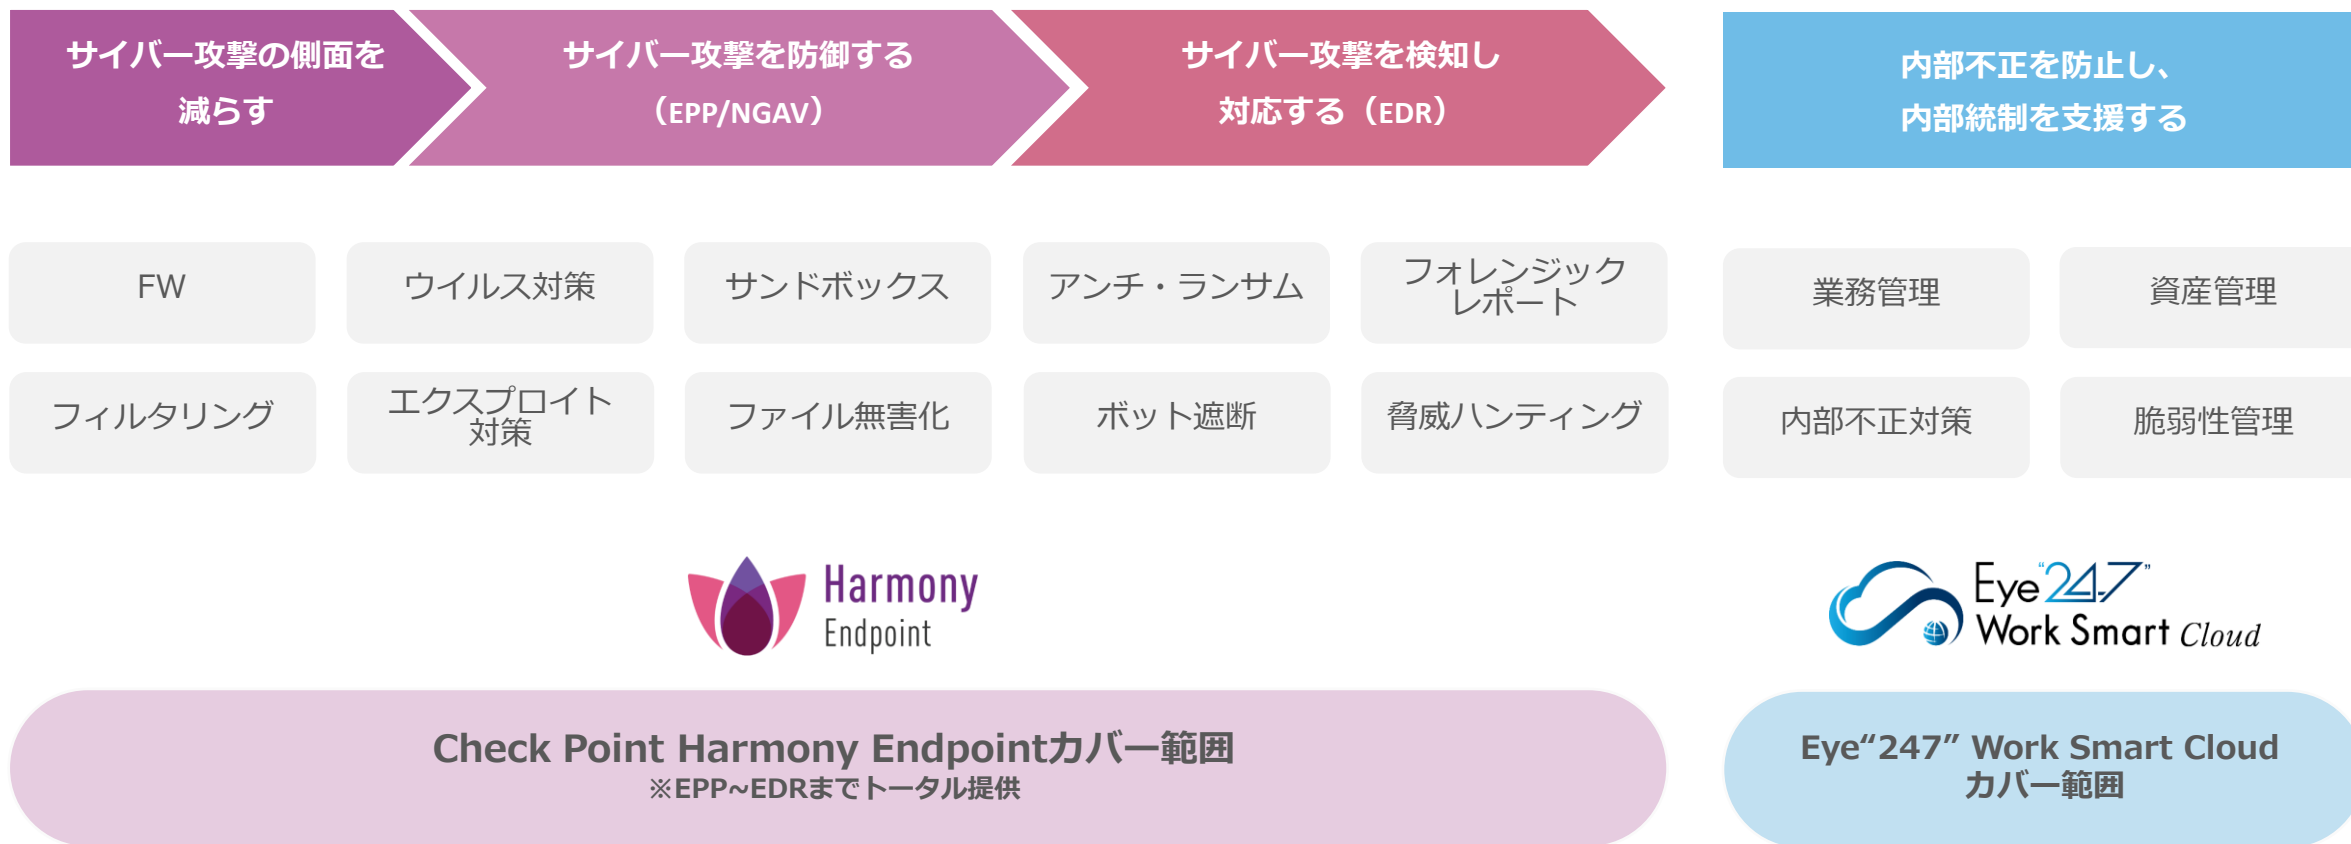 サイバー攻撃の側面を
減らす
サイバー攻撃を防御する
（EPP/NGAV）
サイバー攻撃を検知し
対応する（EDR）
内部不正を防止し、
内部統制を支援する
FW
ウイルス対策
サンドボックス
アンチ・ランサム
フォレンジック
レポート
業務管理
資産管理
フィルタリング
エクスプロイト
対策
ファイル無害化
ボット遮断
脅威ハンティング
内部不正対策
脆弱性管理
Harmony
Endpoint
Eye“24-7”
Work Smart Cloud
Check Point Harmony Endpointカバー範囲
※EPP~EDRまでトータル提供
Eye“247” Work Smart Cloud
カバー範囲